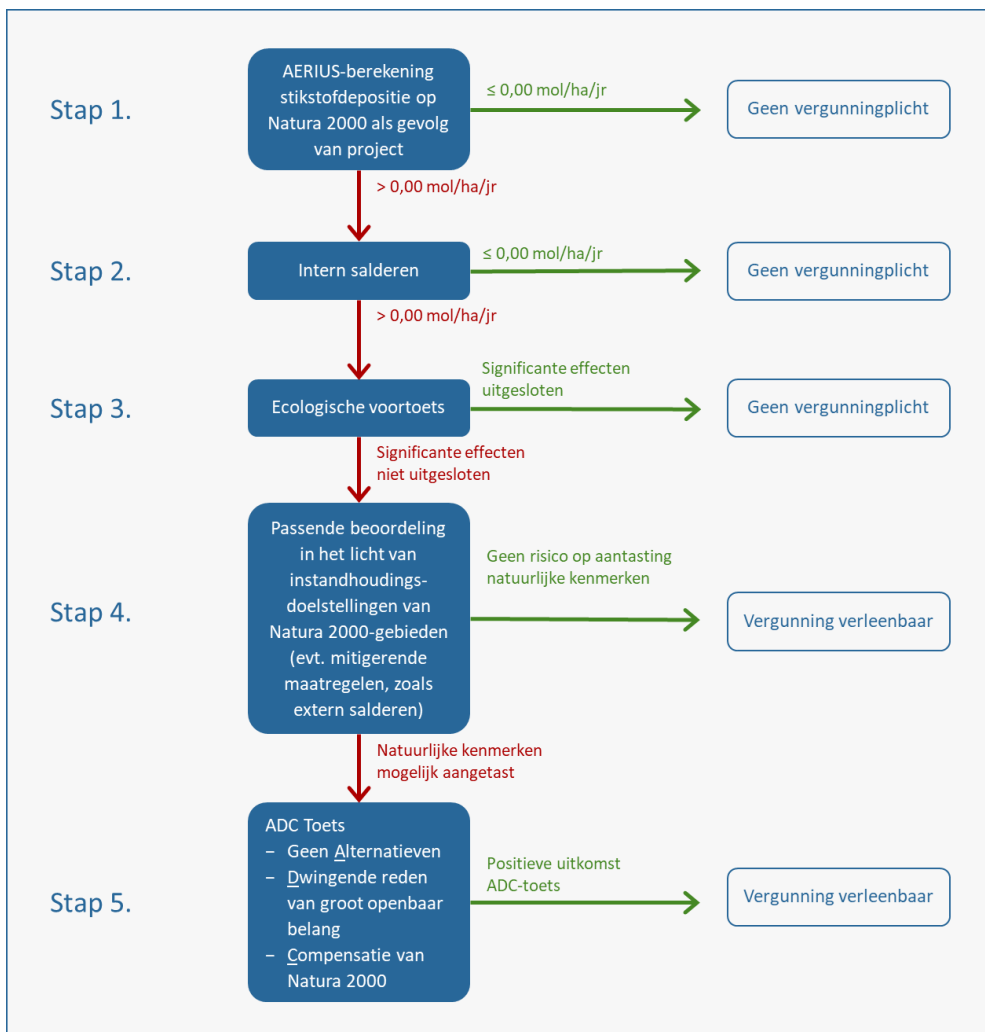 Stap 1.
AERIUS-berekening
stikstofdepositie op
Natura 2000 als gevolg
van project
≤ 0,00 mol/ha/jr
Geen vergunningplicht
> 0,00 mol/ha/jr
Stap 2.
Intern salderen
≤ 0,00 mol/ha/jr
Geen vergunningplicht
> 0,00 mol/ha/jr
Stap 3.
Ecologische voortoets
Significante effecten
uitgesloten
Geen vergunningplicht
Significante effecten
niet uitgesloten
Stap 4.
Passende beoordeling
in het licht van
instandhoudings-
doelstellingen van
Natura 2000-gebieden
(evt. mitigerende
maatregelen, zoals
extern salderen)
Geen risico op aantasting
natuurlijke kenmerken
Vergunning verleenbaar
Natuurlijke kenmerken
mogelijk aangetast
Stap 5.
ADC Toets
– Geen Alternatieven
– Dwingende reden
van groot openbaar
belang
– Compensatie van
Natura 2000
Positieve uitkomst
ADC-toets
Vergunning verleenbaar